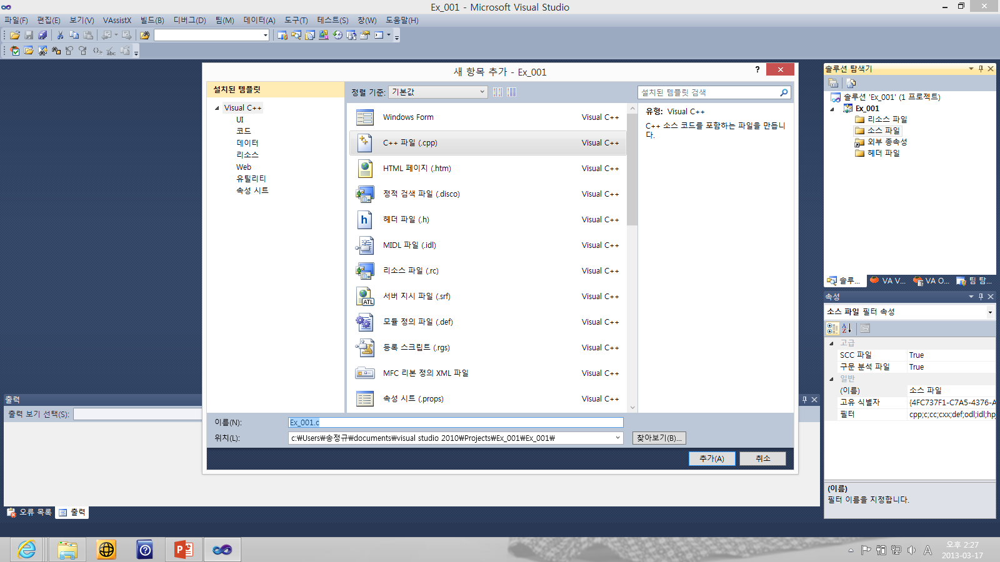 Ex_001 - Microsoft Visual Studio
파일(F) 편집(E) 보기(V) VAssistX 빌드(B) 디버그(D) 팀(M) 데이터(A) 도구(T) 테스트(S) 창(W) 도움말(H)
새 항목 추가 - Ex_001
설치된 템플릿
Visual C++
UI
코드
데이터
리소스
Web
유틸리티
속성 시트
정렬 기준: 기본값
설치된 템플릿 검색
Windows Form Visual C++
C++ 파일 (.cpp) Visual C++
HTML 페이지 (.htm) Visual C++
정적 검색 파일 (.disco) Visual C++
헤더 파일 (.h) Visual C++
MIDL 파일 (.idl) Visual C++
리소스 파일 (.rc) Visual C++
서버 지시 파일 (.srf) Visual C++
모듈 정의 파일 (.def) Visual C++
등록 스크립트 (.rgs) Visual C++
MFC 리본 정의 XML 파일 Visual C++
속성 시트 (.props) Visual C++
유형: Visual C++
C++ 소스 코드를 포함하는 파일을 만듭니
다.
이름(N): Ex_001.c
위치(L): c:₩Users₩송정규₩documents₩visual studio 2010₩Projects₩Ex_001₩Ex_001₩
찾아보기(B)...
추가(A) 취소
솔루션 탐색기
솔루션 'Ex_001' (1 프로젝트)
Ex_001
리소스 파일
소스 파일
외부 종속성
헤더 파일
솔루... VA V... VA O... 팀 탐...
속성
소스 파일 필터 속성
고급
SCC 파일 True
구문 분석 파일 True
일반
(이름) 소스 파일
고유 식별자 {4FC737F1-C7A5-4376-A
필터 cpp;c;cc;cxx;def;odl;idl;hp
(이름)
필터 이름을 지정합니다.
출력
출력 보기 선택(S):
오류 목록 출력
A
오후 2:27
2013-03-17